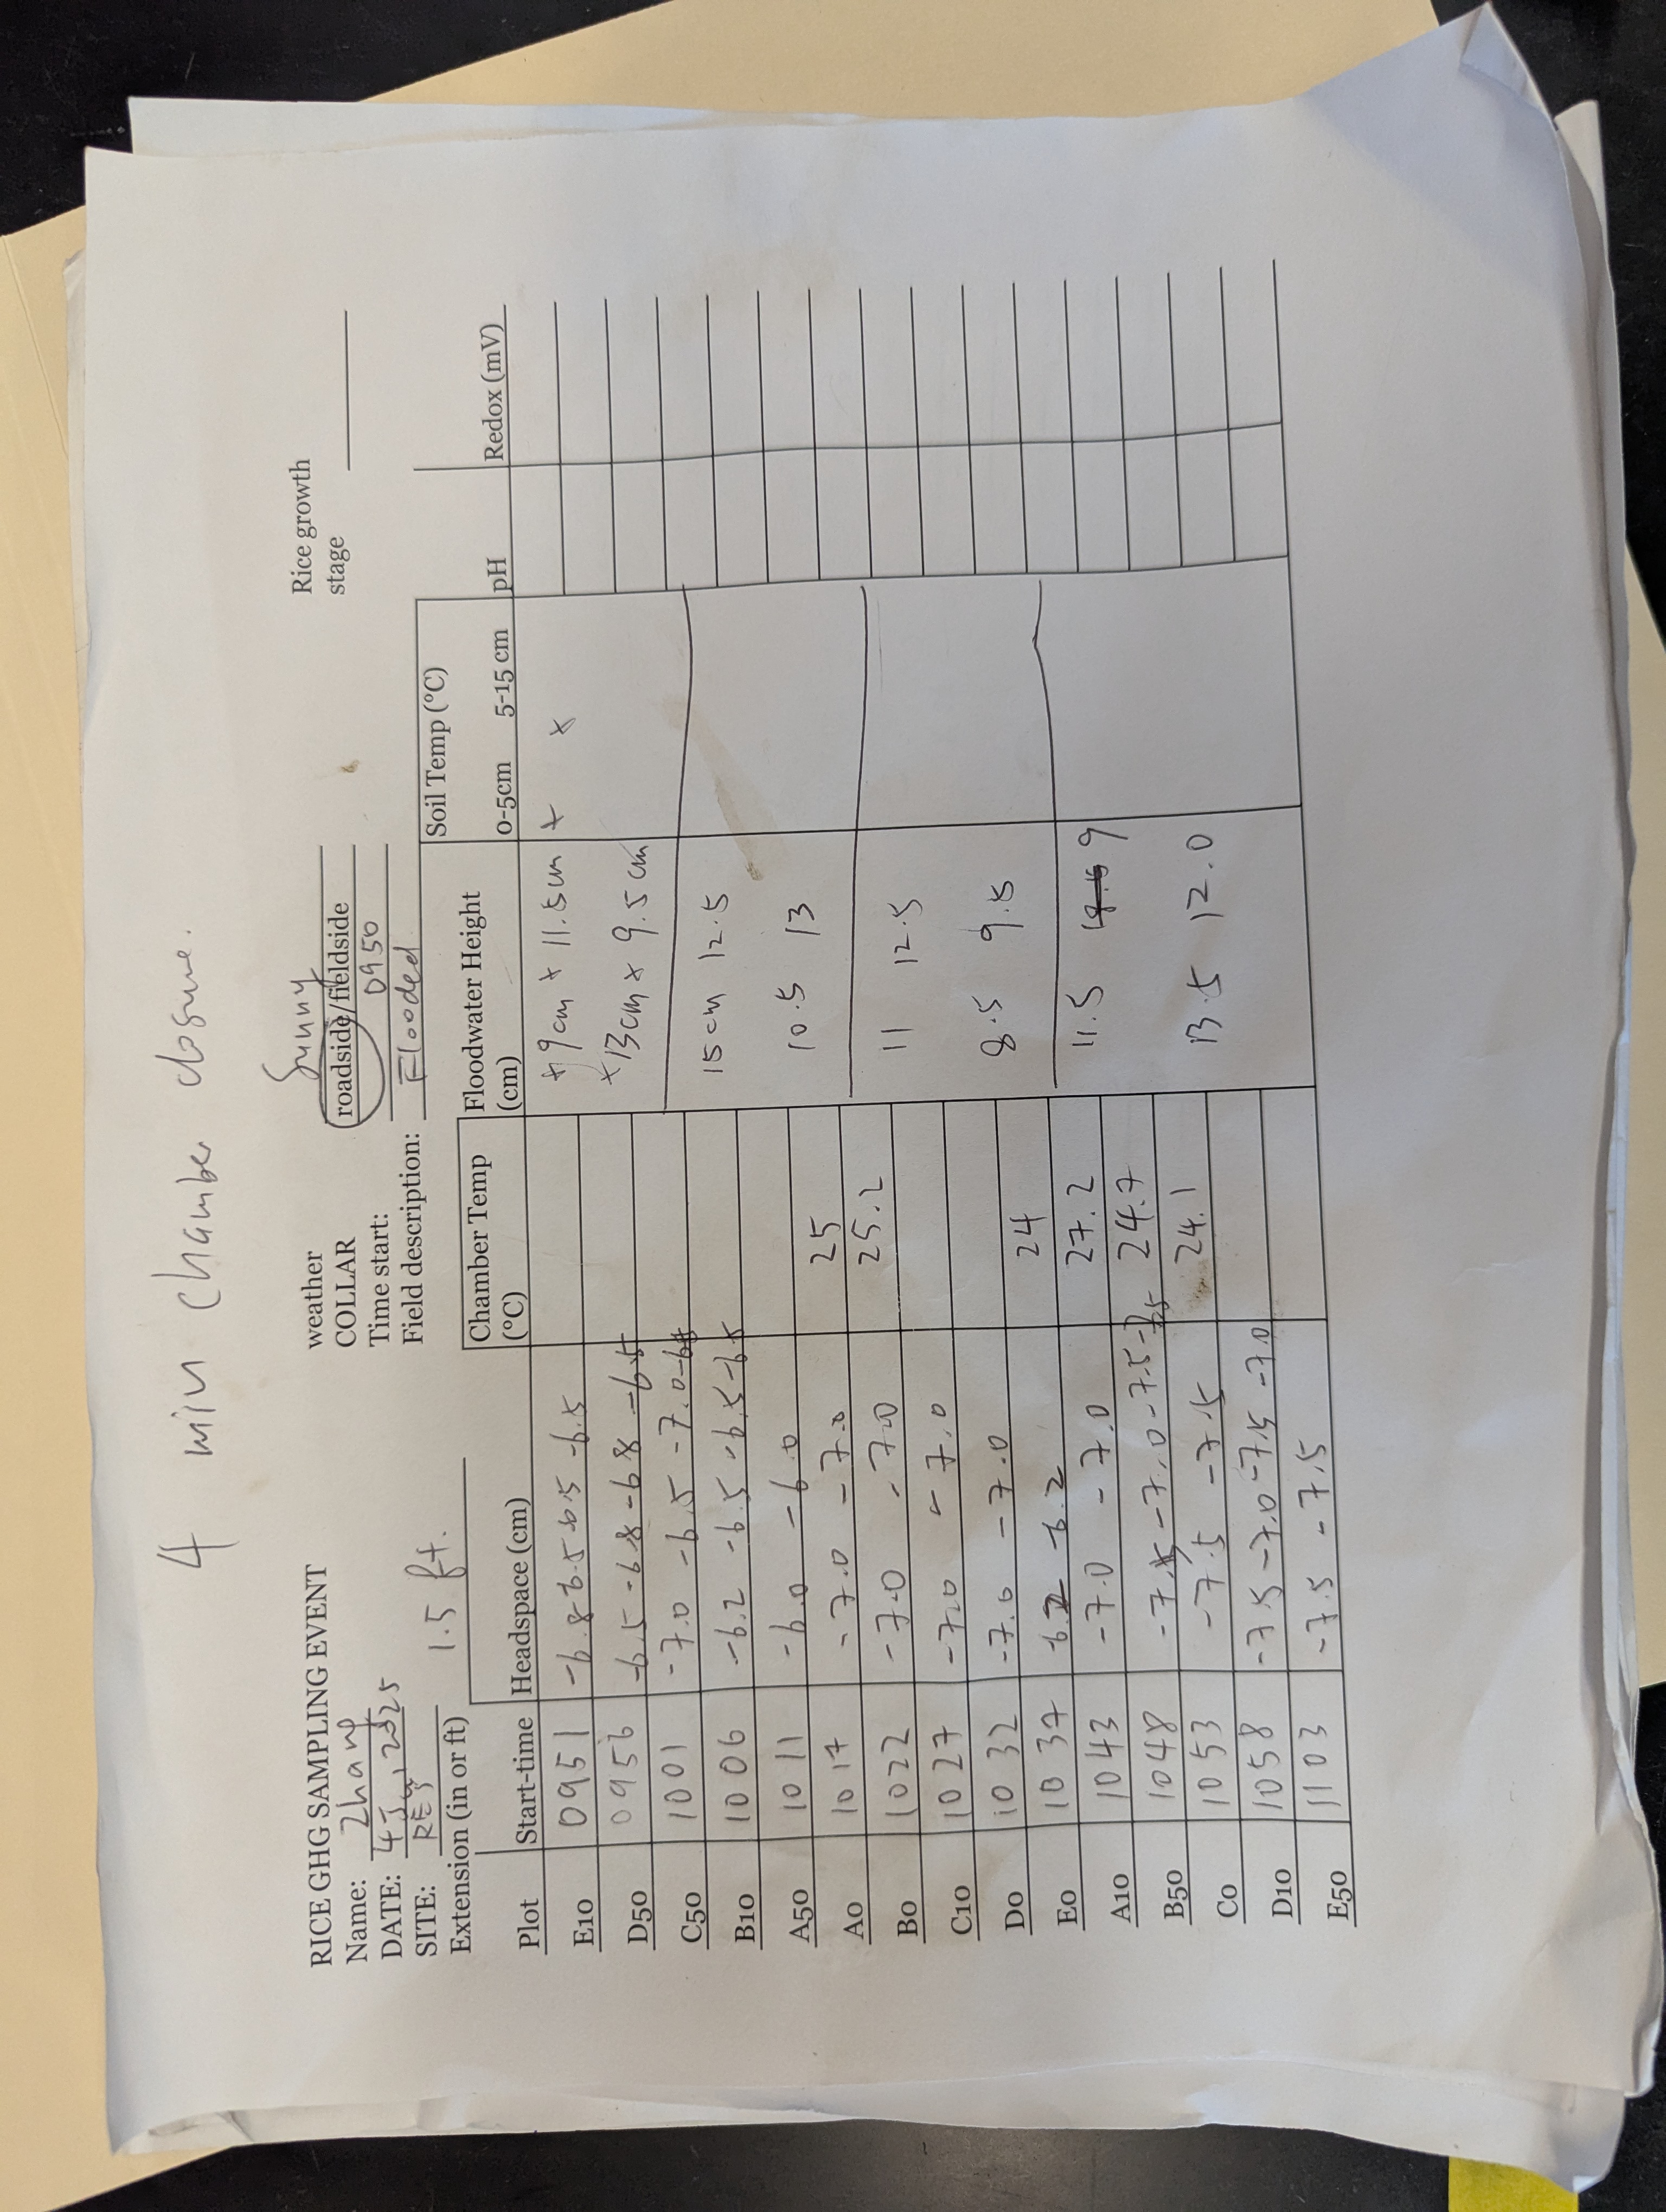 4 min chamber closure.
RICE GHG SAMPLING EVENT
Name: Zhang
DATE: 4 2025
SITE: RES
Extension (in or ft) 1.5 ft.
weather Sunny
COLLAR roadside/fieldside
Time start: 0950
Field description: Flooded
Rice growth stage
Plot Start-time Headspace (cm) Chamber Temp (°C) Floodwater Height (cm) Soil Temp (°C) 0-5cm 5-15 cm pH Redox (mV)
E10 0951 -6.8 6.5 -6.5 -6.5 + 9cm + 11.5cm + x
D50 0956 -6.5 -6.8 -6.8 -6.5 + 13cm x 9.5 cm
C50 1001 -7.0 -6.5 -7.0
B10 1006 -6.2 -6.5 -6.5 -6.5 15 cm 12.5
A50 1011 -6.0 -6.0 10.5 13
A0 1017 -7.0 -7.0 25
B0 1022 -7.0 -7.0 25.2 11 12.5
C10 1027 -7.0 -7.0
D0 1032 -7.0 -7.0 8.5 9.5
E0 1037 -6.2 -6.2 24
A10 1043 -7.0 -7.0 27.2 11.5 9
B50 1048 -7.5 -7.0 -7.5 -7.5 24.7
C0 1053 -7.5 -7.5 24.1 13.5 12.0
D10 1058 -7.5 -7.0 -7.5 -7.0
E50 1103 -7.5 -7.5